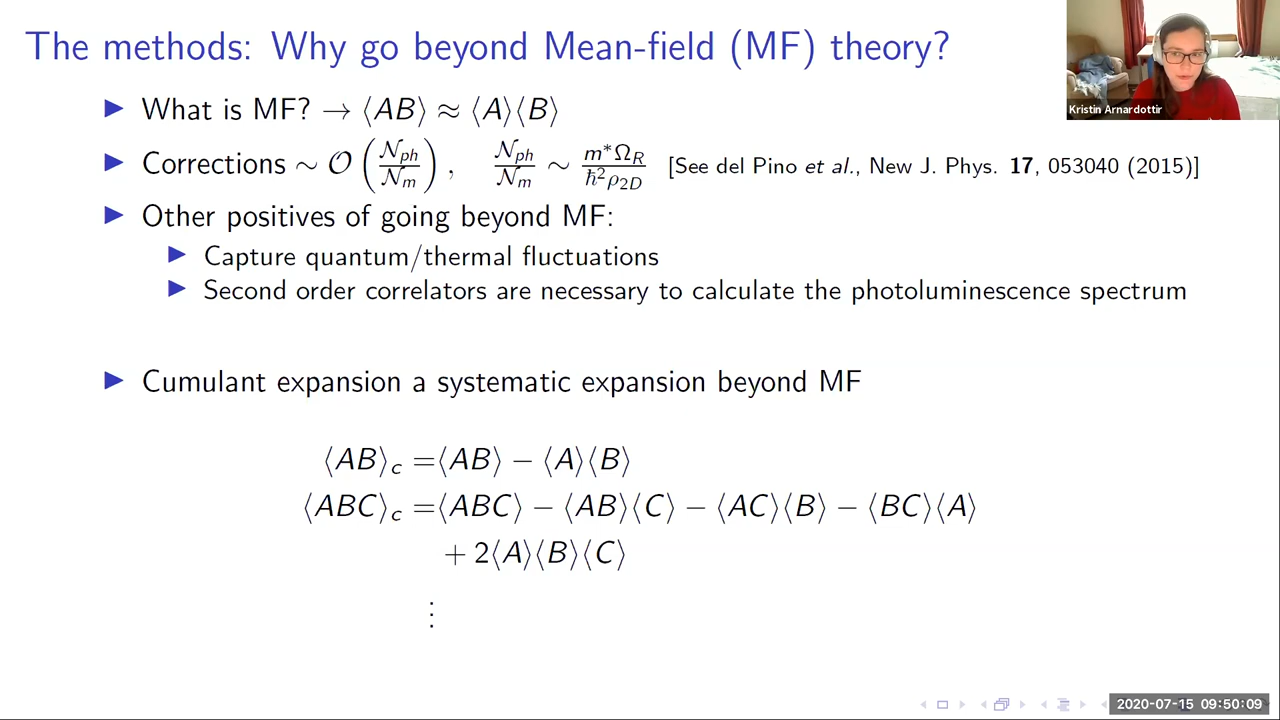 The methods: Why go beyond Mean-field (MF) theory?
Kristin Arnardottir
▶ What is MF? → ⟨AB⟩ ≈ ⟨A⟩⟨B⟩
▶ Corrections ∼ 𝒪(𝒩ph/𝒩m), 𝒩ph/𝒩m ∼ m*Ω_R/ħ²ρ_2D [See del Pino et al., New J. Phys. 17, 053040 (2015)]
▶ Other positives of going beyond MF:
▶ Capture quantum/thermal fluctuations
▶ Second order correlators are necessary to calculate the photoluminescence spectrum
▶ Cumulant expansion a systematic expansion beyond MF
⟨AB⟩c =⟨AB⟩ − ⟨A⟩⟨B⟩
⟨ABC⟩c =⟨ABC⟩ − ⟨AB⟩⟨C⟩ − ⟨AC⟩⟨B⟩ − ⟨BC⟩⟨A⟩
+ 2⟨A⟩⟨B⟩⟨C⟩
⋮
2020-07-15 09:50:09